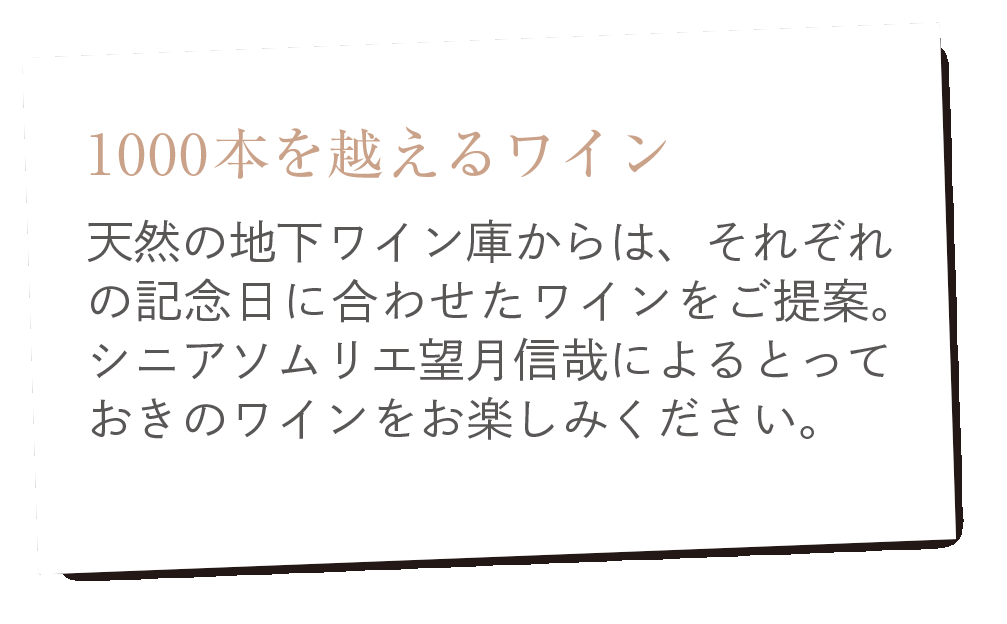 1000本を越えるワイン
天然の地下ワイン庫からは、それぞれ
の記念日に合わせたワインをご提案。
シニアソムリエ望月信哉によるとって
おきのワインをお楽しみください。